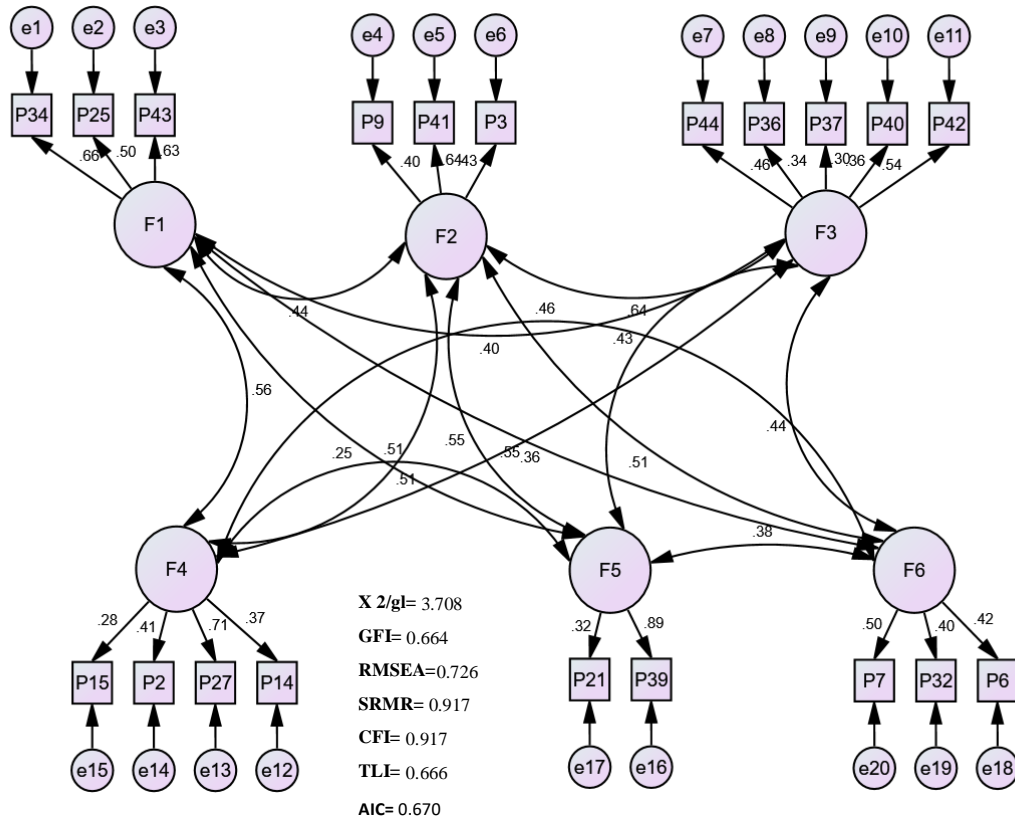 e1 e2 e3 e4 e5 e6 e7 e8 e9 e10 e11
P34 P25 P43 P9 P41 P3 P44 P36 P37 P40 P42
.66 .50 .63 .40 .64 .43 .46 .34 .30 .36 .54
F1 F2 F3
.44 .46 .64
.40 .43
.56
.44
.25 .51 .55 .55 .36 .51
.51
.38
F4 F5 F6
.28 .41 .71 .37 .32 .89 .50 .40 .42
P15 P2 P27 P14 P21 P39 P7 P32 P6
e15 e14 e13 e12 e17 e16 e20 e19 e18
X 2/gl= 3.708
GFI= 0.664
RMSEA=0.726
SRMR= 0.917
CFI= 0.917
TLI= 0.666
AIC= 0.670